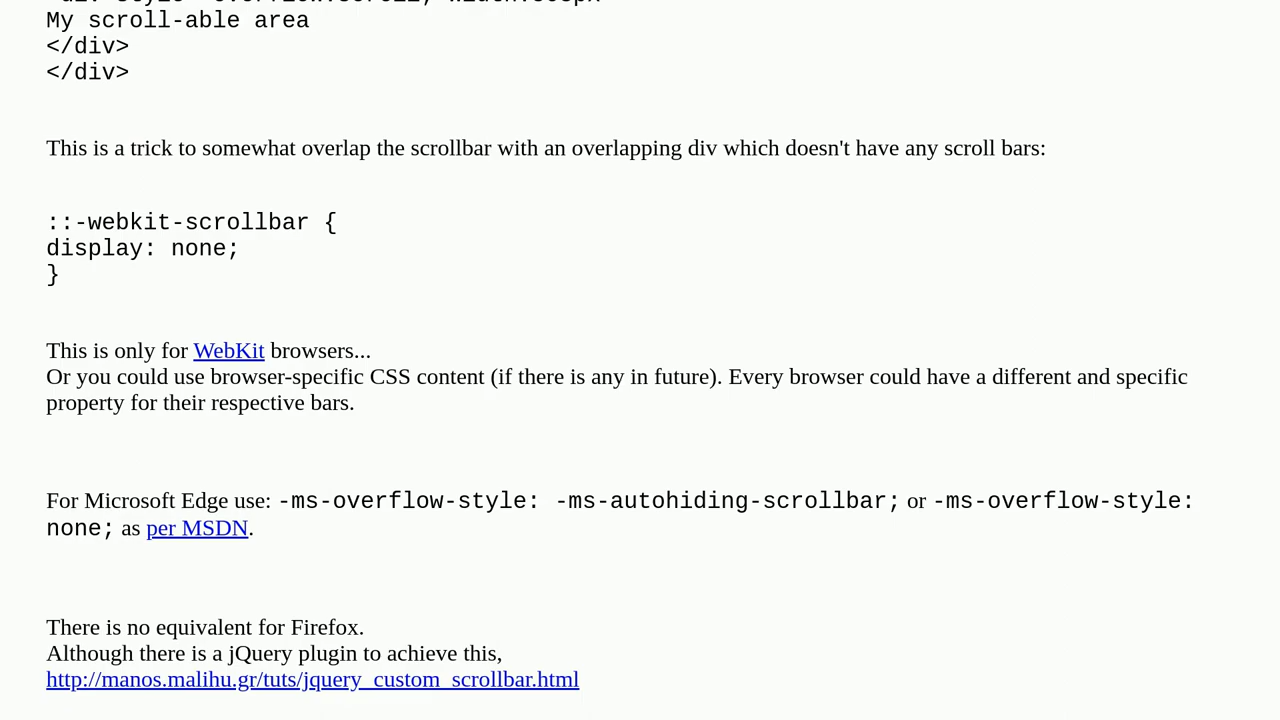 My scroll-able area
</div>
</div>
This is a trick to somewhat overlap the scrollbar with an overlapping div which doesn't have any scroll bars:
::-webkit-scrollbar {
display: none;
}
This is only for WebKit browsers...
Or you could use browser-specific CSS content (if there is any in future). Every browser could have a different and specific
property for their respective bars.
For Microsoft Edge use: -ms-overflow-style: -ms-autohiding-scrollbar; or -ms-overflow-style:
none; as per MSDN.
There is no equivalent for Firefox.
Although there is a jQuery plugin to achieve this,
http://manos.malihu.gr/tuts/jquery_custom_scrollbar.html